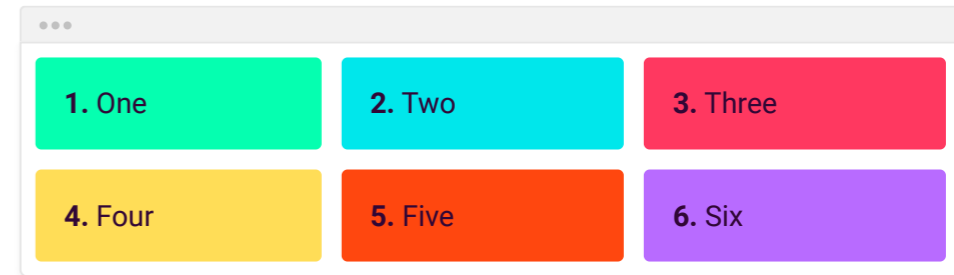 1. One
2. Two
3. Three
4. Four
5. Five
6. Six